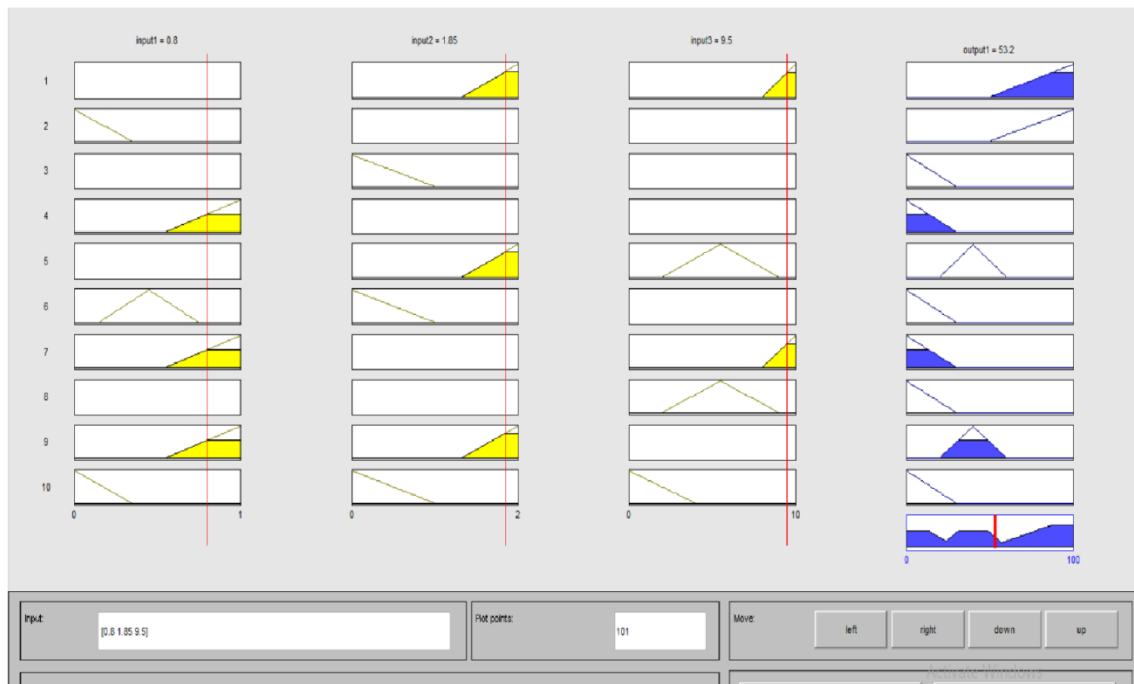 input1 = 0.8
input2 = 1.85
input3 = 9.5
output1 = 53.2
1
2
3
4
5
6
7
8
9
10
0 1
0 2
0 10
0 100
Input:
[0.8 1.85 9.5]
Plot points:
101
Move:
left
right
down
up
Activate Windows